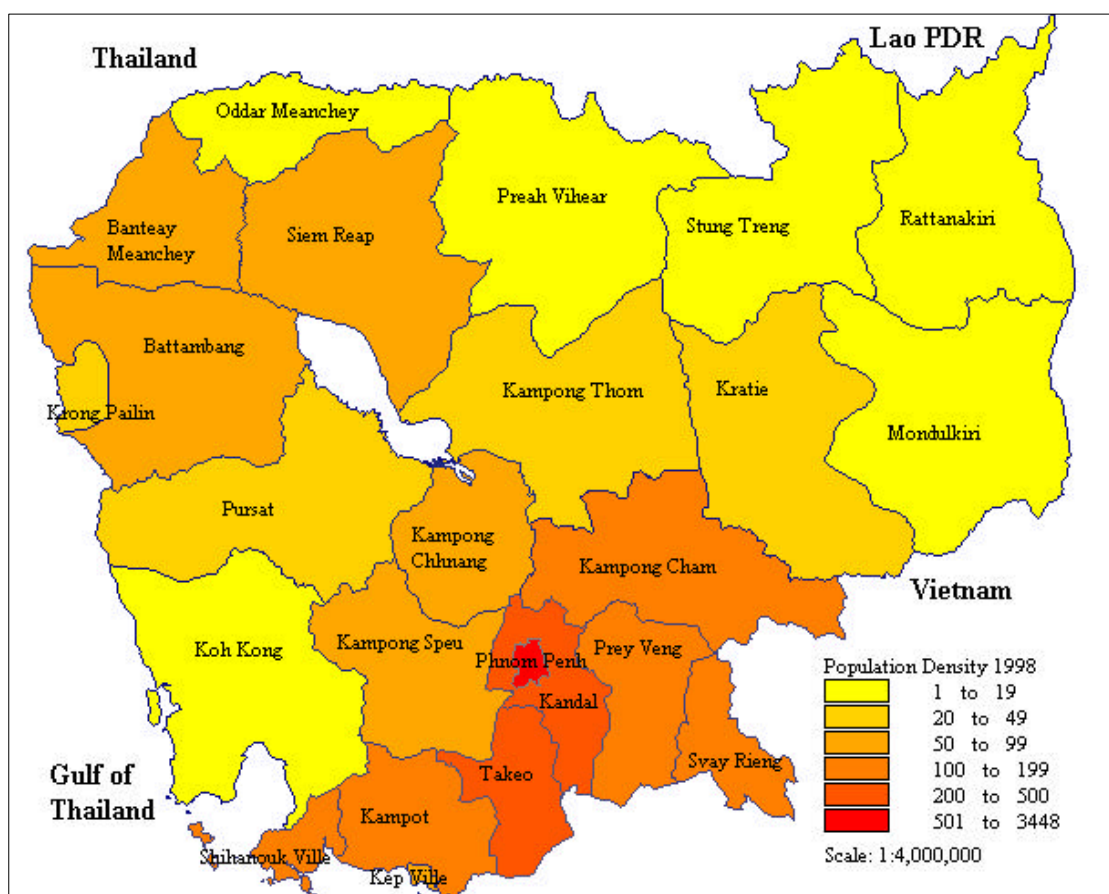 Thailand
Lao PDR
Oddar Meanchey
Preah Vihear
Stung Treng
Rattanakiri
Banteay
Meanchey
Siem Reap
Battambang
Krong Pailin
Kampong Thom
Kratie
Mondulkiri
Pursat
Kampong
Chhnang
Kampong Cham
Vietnam
Koh Kong
Kampong Speu
Phnom Penh
Prey Veng
Kandal
Takeo
Svay Rieng
Gulf of
Thailand
Kampot
Shihanouk Ville
Kep Ville
Population Density 1998
1 to 19
20 to 49
50 to 99
100 to 199
200 to 500
501 to 3448
Scale: 1:4,000,000